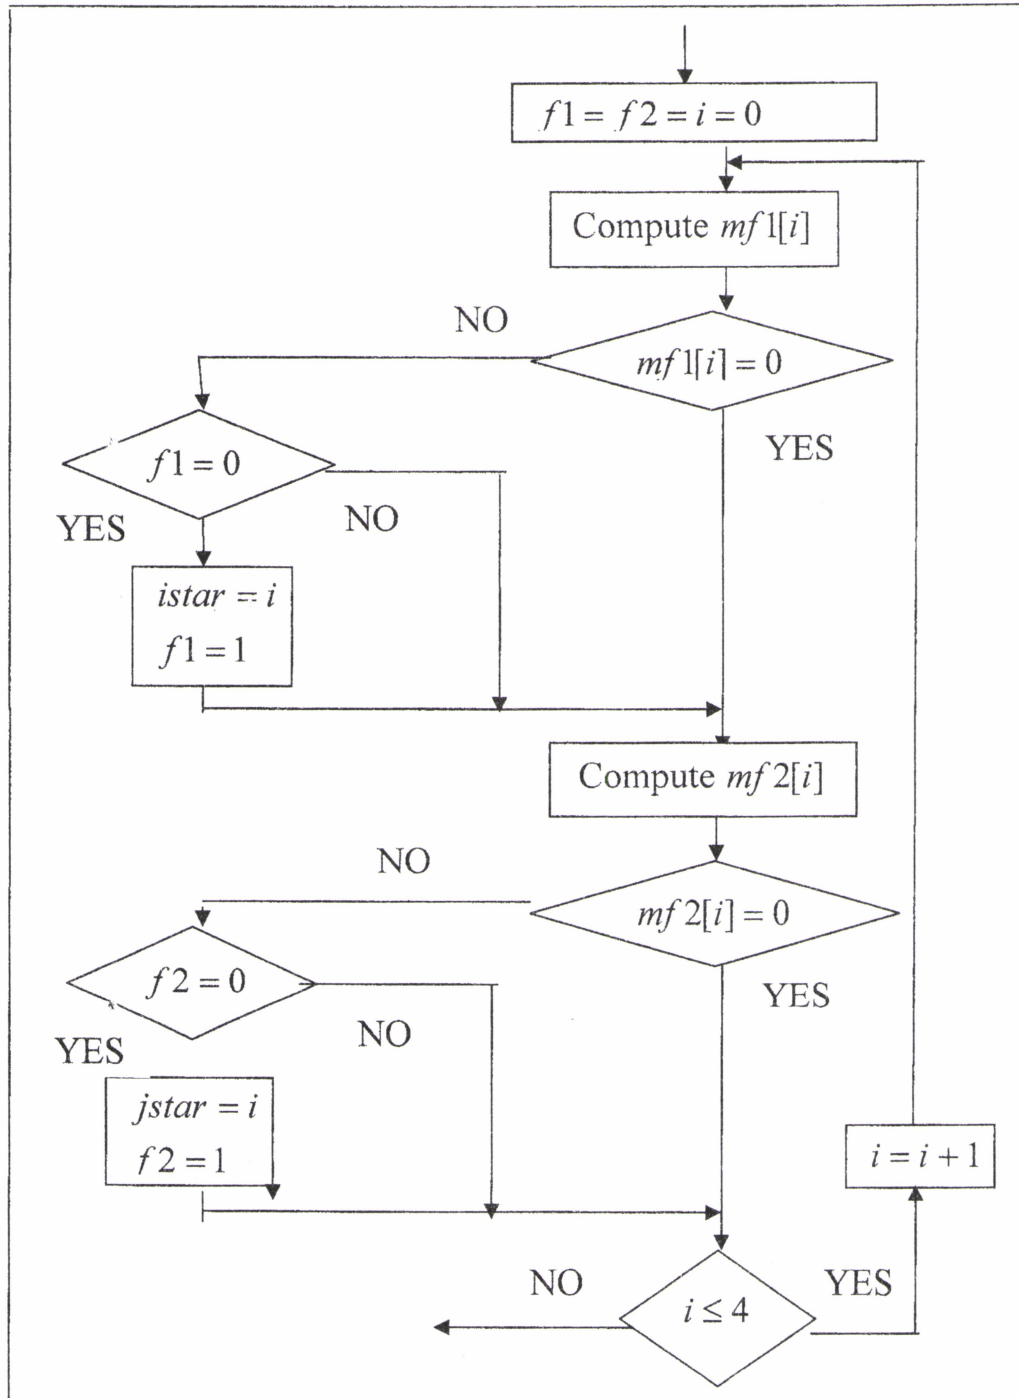 f1 = f2 = i = 0
Compute mf1[i]
NO
mf1[i] = 0
YES
f1 = 0
YES
NO
istar = i
f1 = 1
Compute mf2[i]
NO
mf2[i] = 0
YES
f2 = 0
YES
NO
jstar = i
f2 = 1
i = i + 1
NO
YES
i ≤ 4